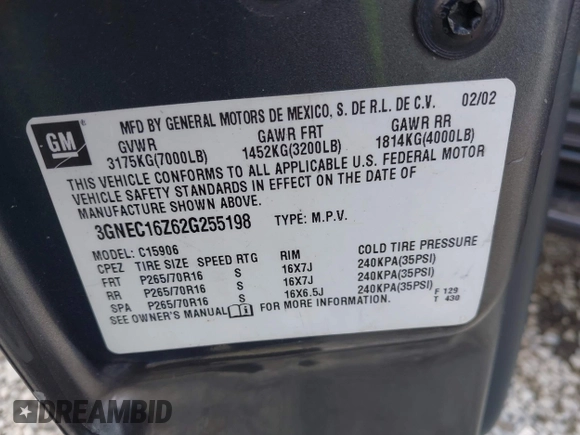 GM
MFD BY GENERAL MOTORS DE MEXICO, S. DE R.L. DE C.V. 02/02
GVWR GAWR FRT GAWR RR
3175KG(7000LB) 1452KG(3200LB) 1814KG(4000LB)
THIS VEHICLE CONFORMS TO ALL APPLICABLE U.S. FEDERAL MOTOR
VEHICLE SAFETY STANDARDS IN EFFECT ON THE DATE OF
MANUFACTURE SHOWN ABOVE.
3GNEC16Z62G255198 TYPE: M.P.V.
MODEL: C15906
CPEZ TIRE SIZE SPEED RTG RIM COLD TIRE PRESSURE
FRT P265/70R16 S 16X7J 240KPA(35PSI)
RR P265/70R16 S 16X7J 240KPA(35PSI)
SPA P265/70R16 S 16X6.5J 240KPA(35PSI)
SEE OWNER'S MANUAL FOR MORE INFORMATION. F 129
T 430
DREAMBID